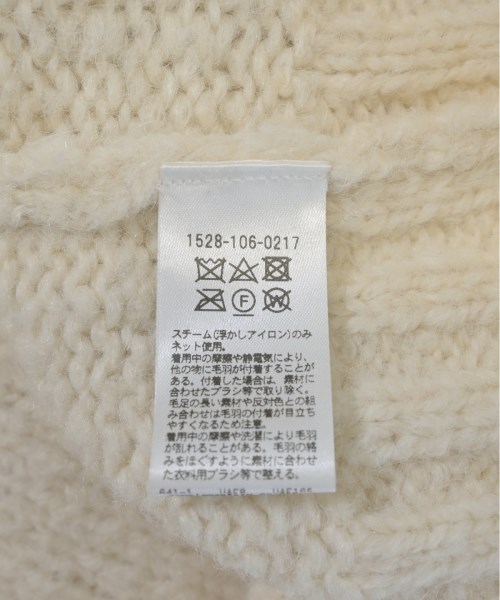 1528-106-0217
F W
スチーム(浮かしアイロン)のみ
ネット使用。
着用中の摩擦や静電気により、
他の物に毛羽が付着することが
ある。付着した場合は、素材に
合わせたブラシ等で取り除く。
毛足の長い素材や反対色との組
み合わせは毛羽の付着が目立ち
やすくなるため注意。
着用中の摩擦や洗濯により毛羽
が乱れることがある。毛羽の絡
みをほぐすように素材に合わせ
た衣料用ブラシ等で整える。